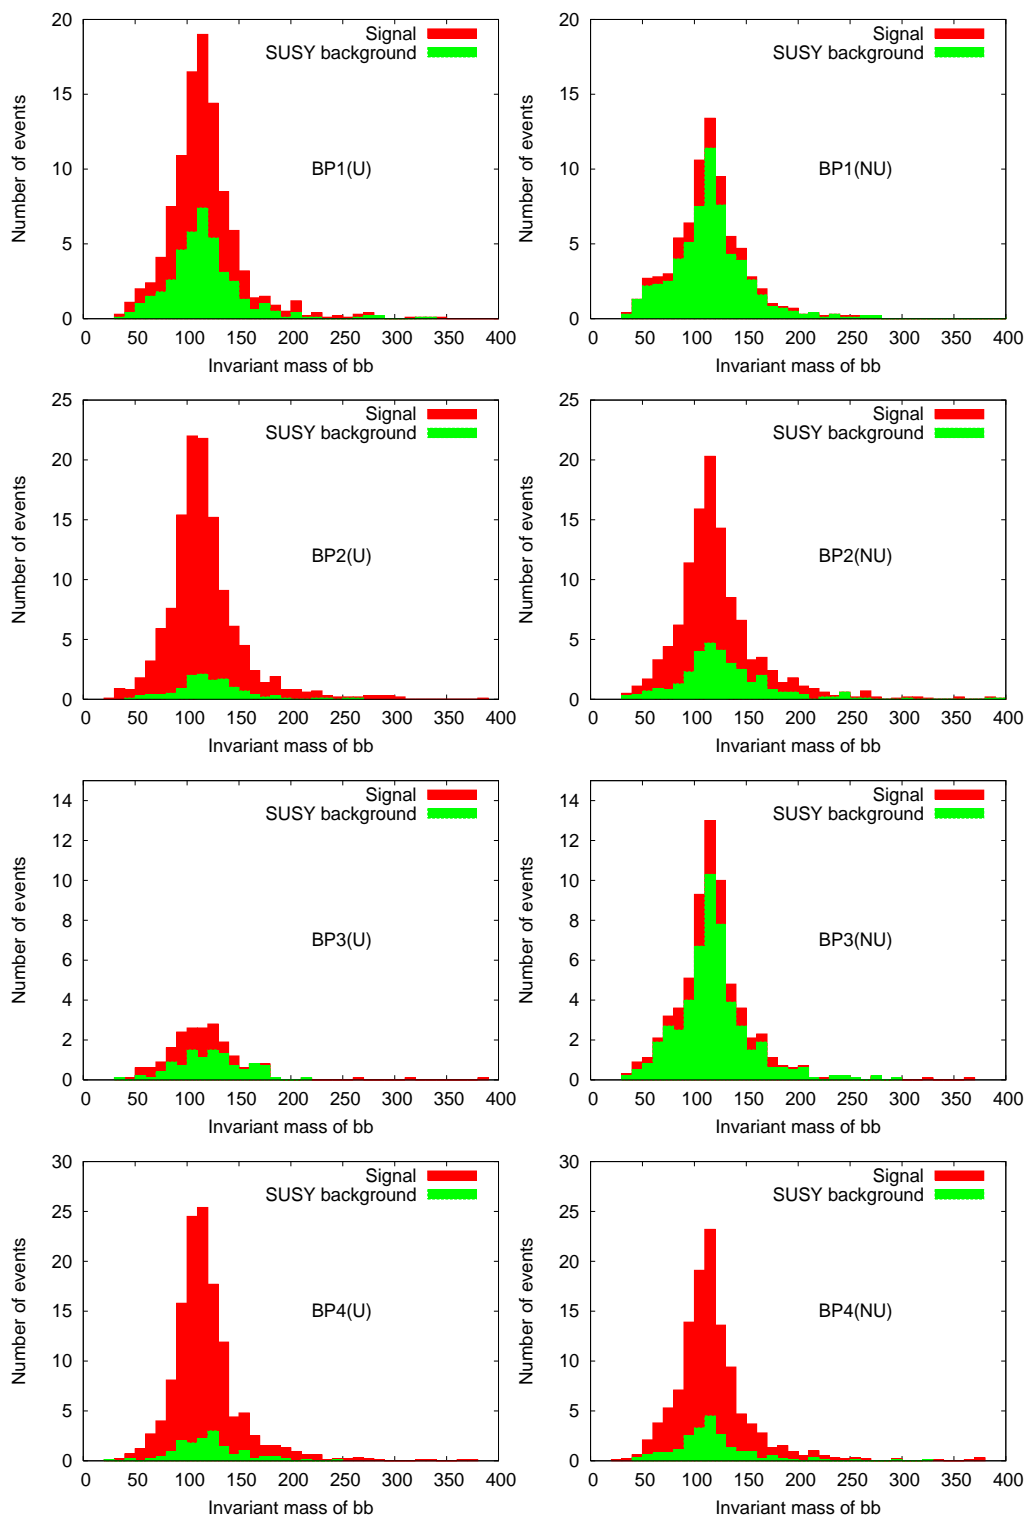 20
15
10
5
0
Number of events
Signal
SUSY background
BP1(U)
0 50 100 150 200 250 300 350 400
Invariant mass of bb
20
15
10
5
0
Number of events
Signal
SUSY background
BP1(NU)
0 50 100 150 200 250 300 350 400
Invariant mass of bb
25
20
15
10
5
0
Number of events
Signal
SUSY background
BP2(U)
0 50 100 150 200 250 300 350 400
Invariant mass of bb
25
20
15
10
5
0
Number of events
Signal
SUSY background
BP2(NU)
0 50 100 150 200 250 300 350 400
Invariant mass of bb
14
12
10
8
6
4
2
0
Number of events
Signal
SUSY background
BP3(U)
0 50 100 150 200 250 300 350 400
Invariant mass of bb
14
12
10
8
6
4
2
0
Number of events
Signal
SUSY background
BP3(NU)
0 50 100 150 200 250 300 350 400
Invariant mass of bb
30
25
20
15
10
5
0
Number of events
Signal
SUSY background
BP4(U)
0 50 100 150 200 250 300 350 400
Invariant mass of bb
30
25
20
15
10
5
0
Number of events
Signal
SUSY background
BP4(NU)
0 50 100 150 200 250 300 350 400
Invariant mass of bb